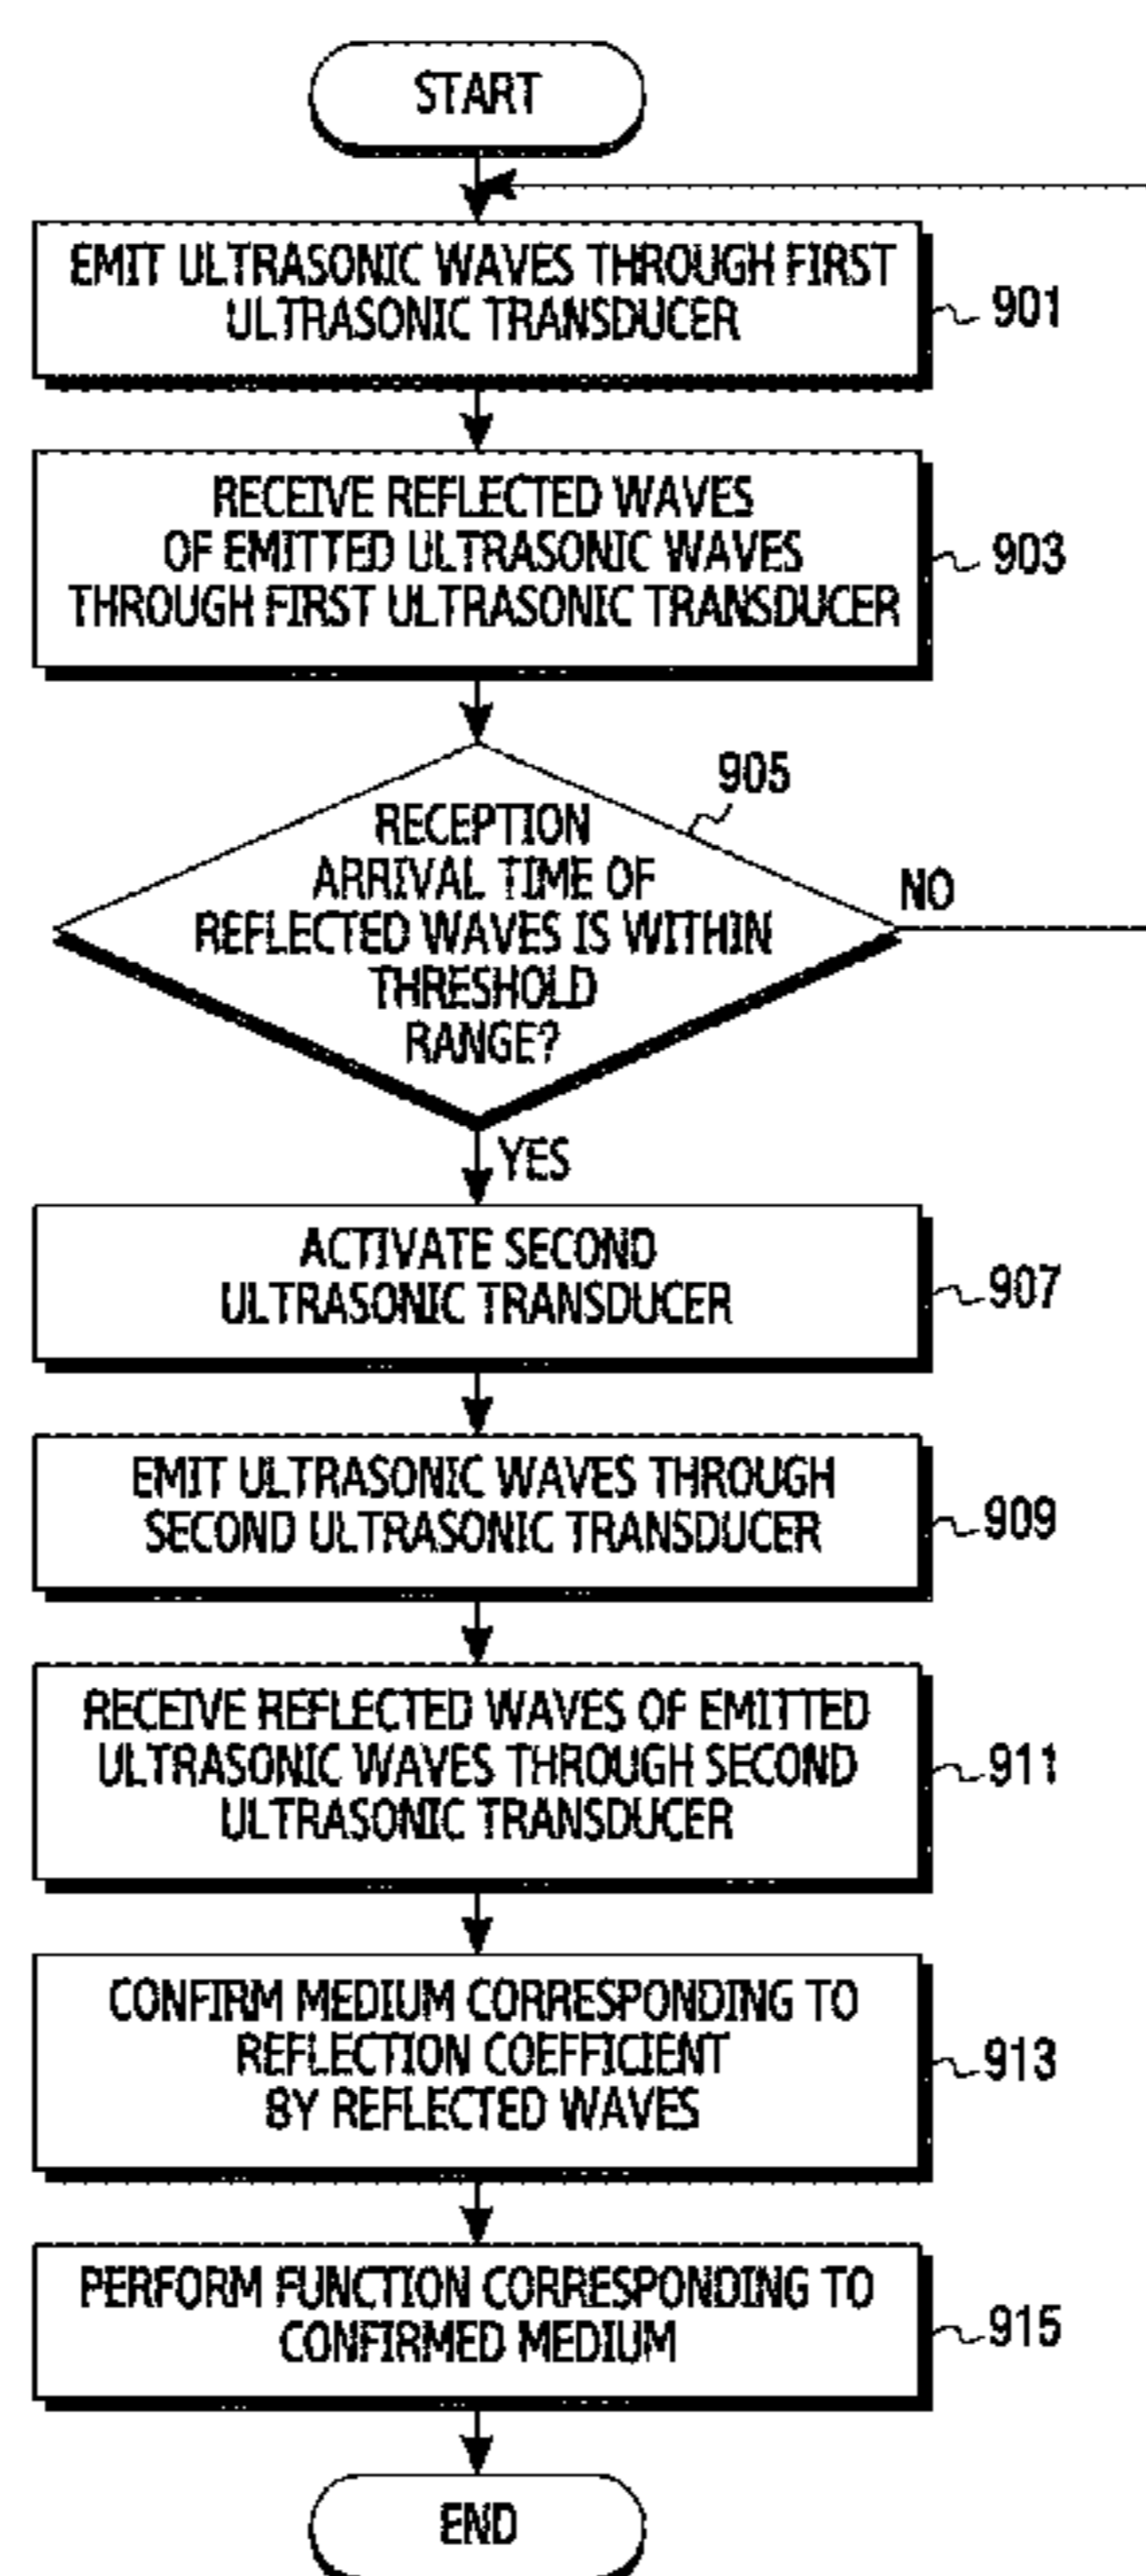 START
EMIT ULTRASONIC WAVES THROUGH FIRST
ULTRASONIC TRANSDUCER
901
RECEIVE REFLECTED WAVES
OF EMITTED ULTRASONIC WAVES
THROUGH FIRST ULTRASONIC TRANSDUCER
903
905
RECEPTION
ARRIVAL TIME OF
REFLECTED WAVES IS WITHIN
THRESHOLD
RANGE?
NO
YES
ACTIVATE SECOND
ULTRASONIC TRANSDUCER
907
EMIT ULTRASONIC WAVES THROUGH
SECOND ULTRASONIC TRANSDUCER
909
RECEIVE REFLECTED WAVES OF EMITTED
ULTRASONIC WAVES THROUGH SECOND
ULTRASONIC TRANSDUCER
911
CONFIRM MEDIUM CORRESPONDING TO
REFLECTION COEFFICIENT
BY REFLECTED WAVES
913
PERFORM FUNCTION CORRESPONDING TO
CONFIRMED MEDIUM
915
END